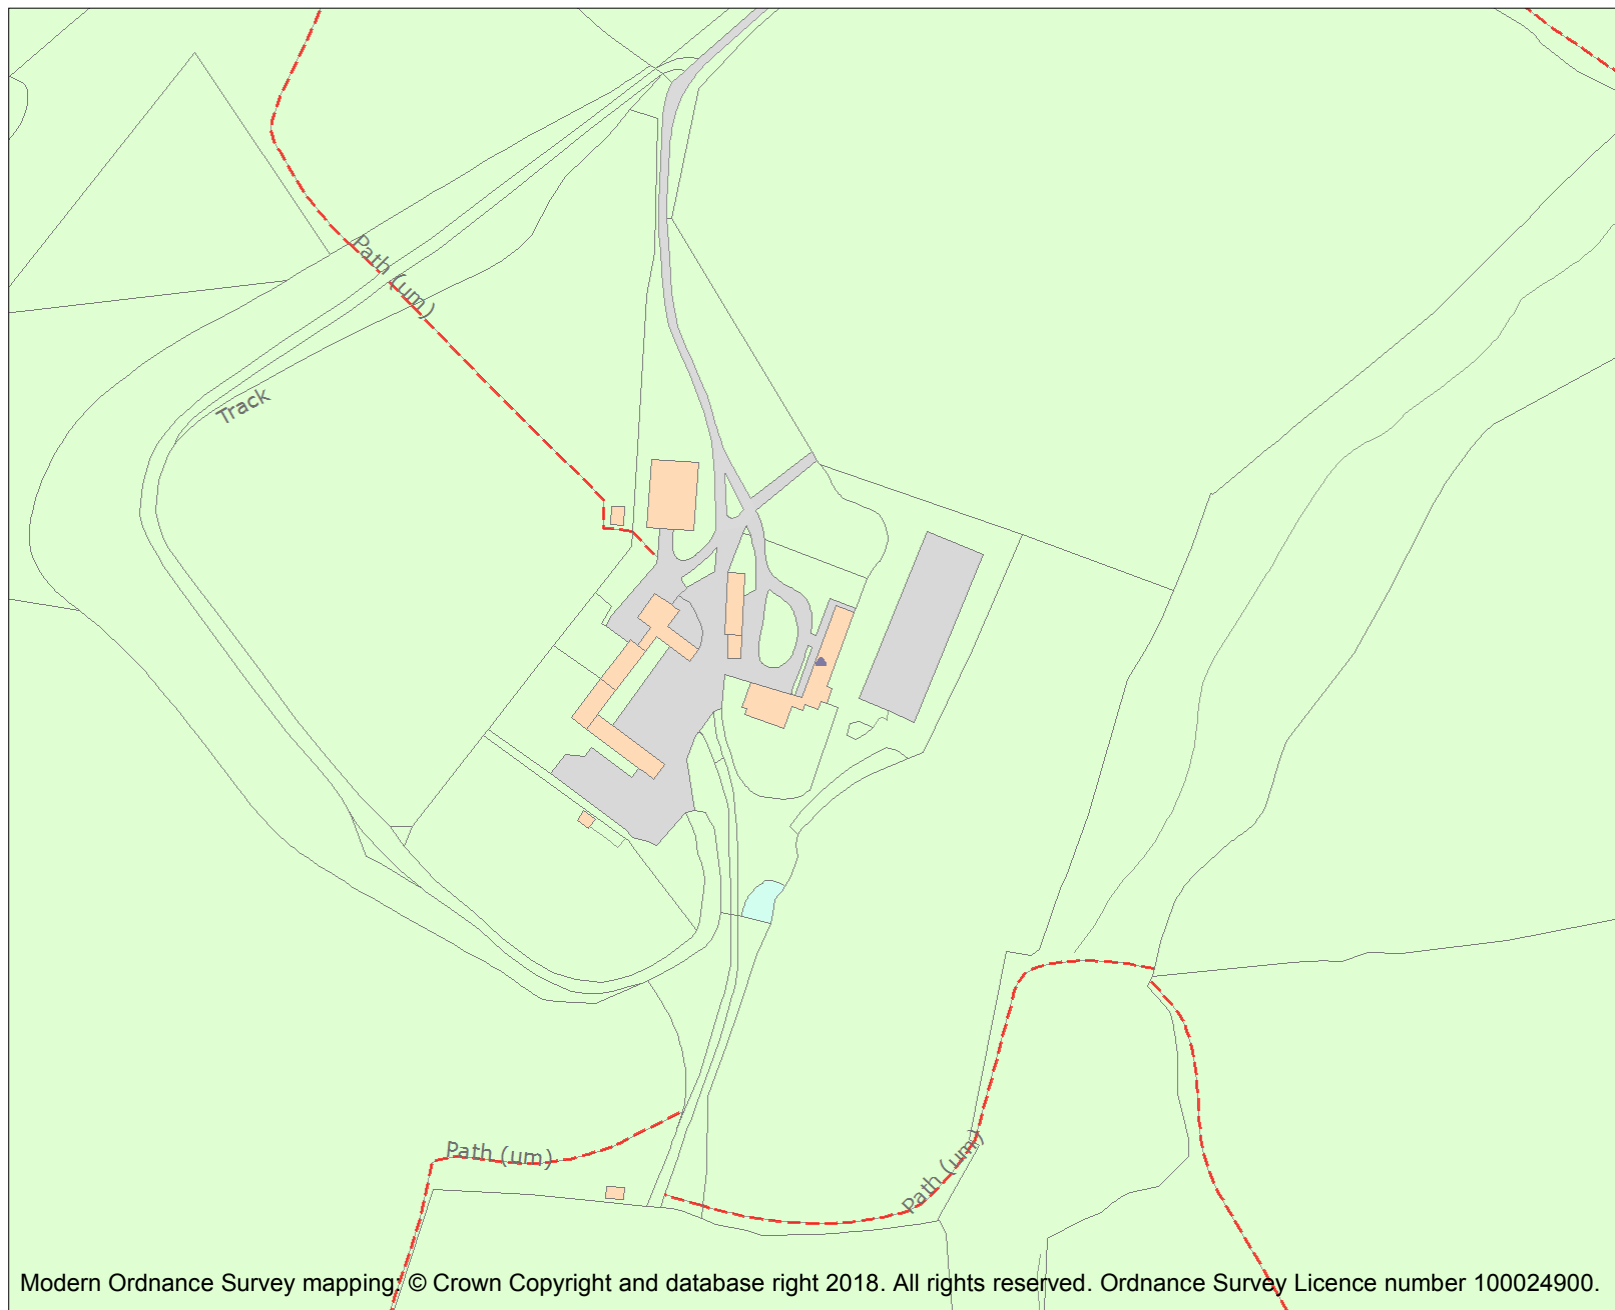 Path (um)
Track
Path (um)
Path (um)
Modern Ordnance Survey mapping: © Crown Copyright and database right 2018. All rights reserved. Ordnance Survey Licence number 100024900.